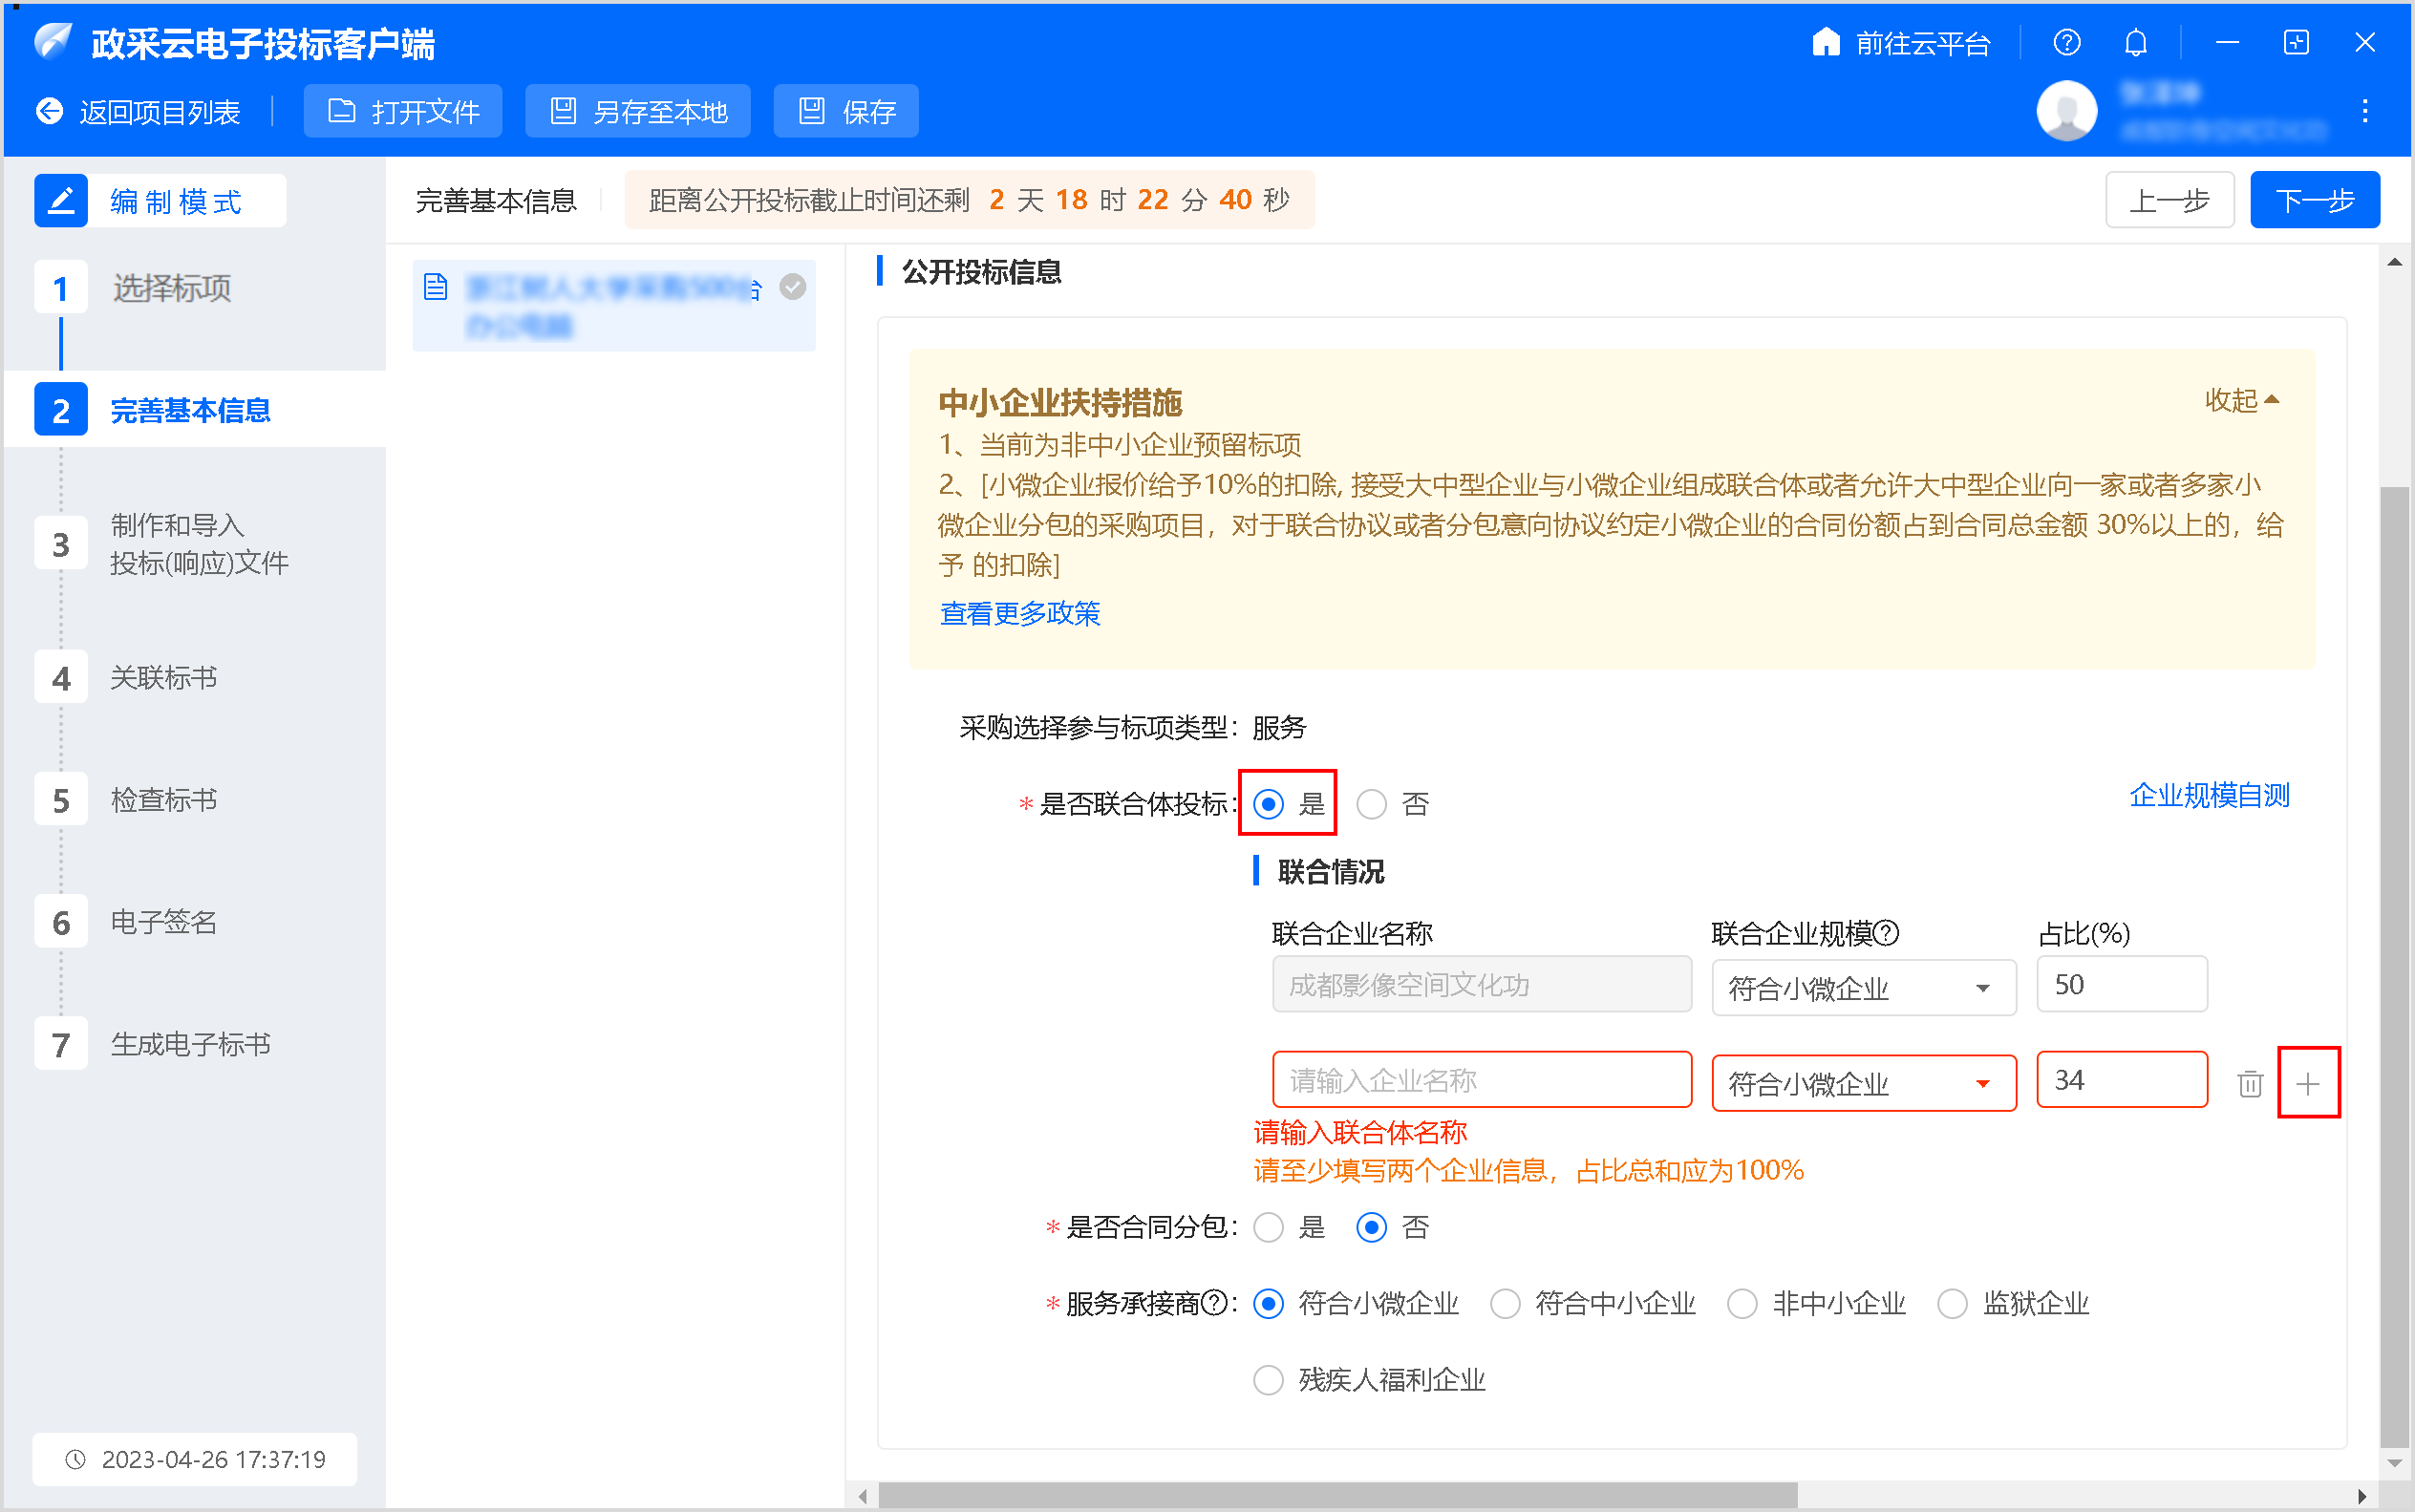 政采云电子投标客户端
前往云平台
返回项目列表
打开文件
另存至本地
保存
编制模式
完善基本信息
距离公开投标截止时间还剩 2 天 18 时 22 分 40 秒
上一步
下一步
1 选择标项
2 完善基本信息
3 制作和导入
投标(响应)文件
4 关联标书
5 检查标书
6 电子签名
7 生成电子标书
2023-04-26 17:37:19
公开投标信息
中小企业扶持措施
收起
1、当前为非中小企业预留标项
2、[小微企业报价给予10%的扣除, 接受大中型企业与小微企业组成联合体或者允许大中型企业向一家或者多家小
微企业分包的采购项目，对于联合协议或者分包意向协议约定小微企业的合同份额占到合同总金额 30%以上的，给
予 的扣除]
查看更多政策
采购选择参与标项类型：服务
* 是否联合体投标: 是 否
企业规模自测
联合情况
联合企业名称 联合企业规模 占比(%)
成都影像空间文化功 符合小微企业 50
请输入企业名称 符合小微企业 34
请输入联合体名称
请至少填写两个企业信息，占比总和应为100%
* 是否合同分包: 是 否
* 服务承接商: 符合小微企业 符合中小企业 非中小企业 监狱企业
残疾人福利企业